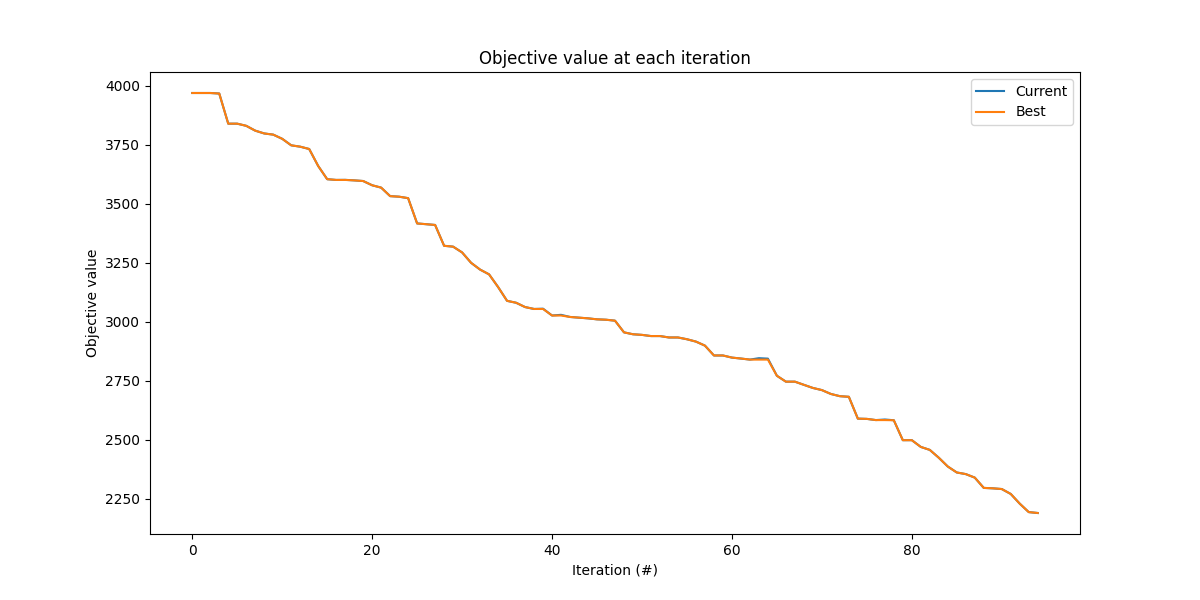 Objective value at each iteration
Current
Best
Objective value
4000
3750
3500
3250
3000
2750
2500
2250
0
20
40
60
80
Iteration (#)